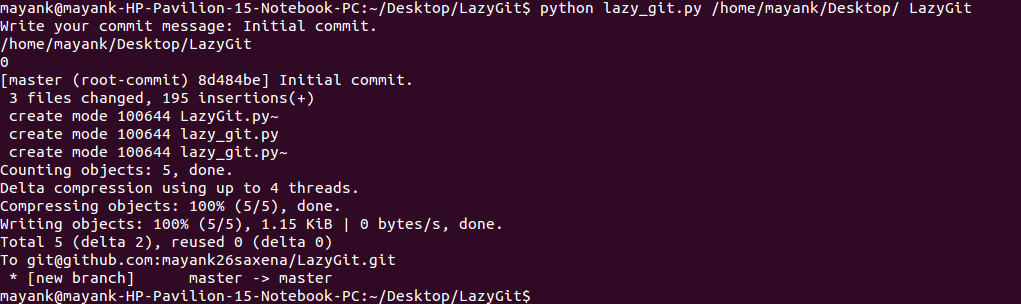 mayank@mayank-HP-Pavilion-15-Notebook-PC:~/Desktop/LazyGit$ python lazy_git.py /home/mayank/Desktop/ LazyGit
Write your commit message: Initial commit.
/home/mayank/Desktop/LazyGit
0
[master (root-commit) 8d484be] Initial commit.
 3 files changed, 195 insertions(+)
 create mode 100644 LazyGit.py~
 create mode 100644 lazy_git.py
 create mode 100644 lazy_git.py~
Counting objects: 5, done.
Delta compression using up to 4 threads.
Compressing objects: 100% (5/5), done.
Writing objects: 100% (5/5), 1.15 KiB | 0 bytes/s, done.
Total 5 (delta 2), reused 0 (delta 0)
To git@github.com:mayank26saxena/LazyGit.git
 * [new branch]      master -> master
mayank@mayank-HP-Pavilion-15-Notebook-PC:~/Desktop/LazyGit$